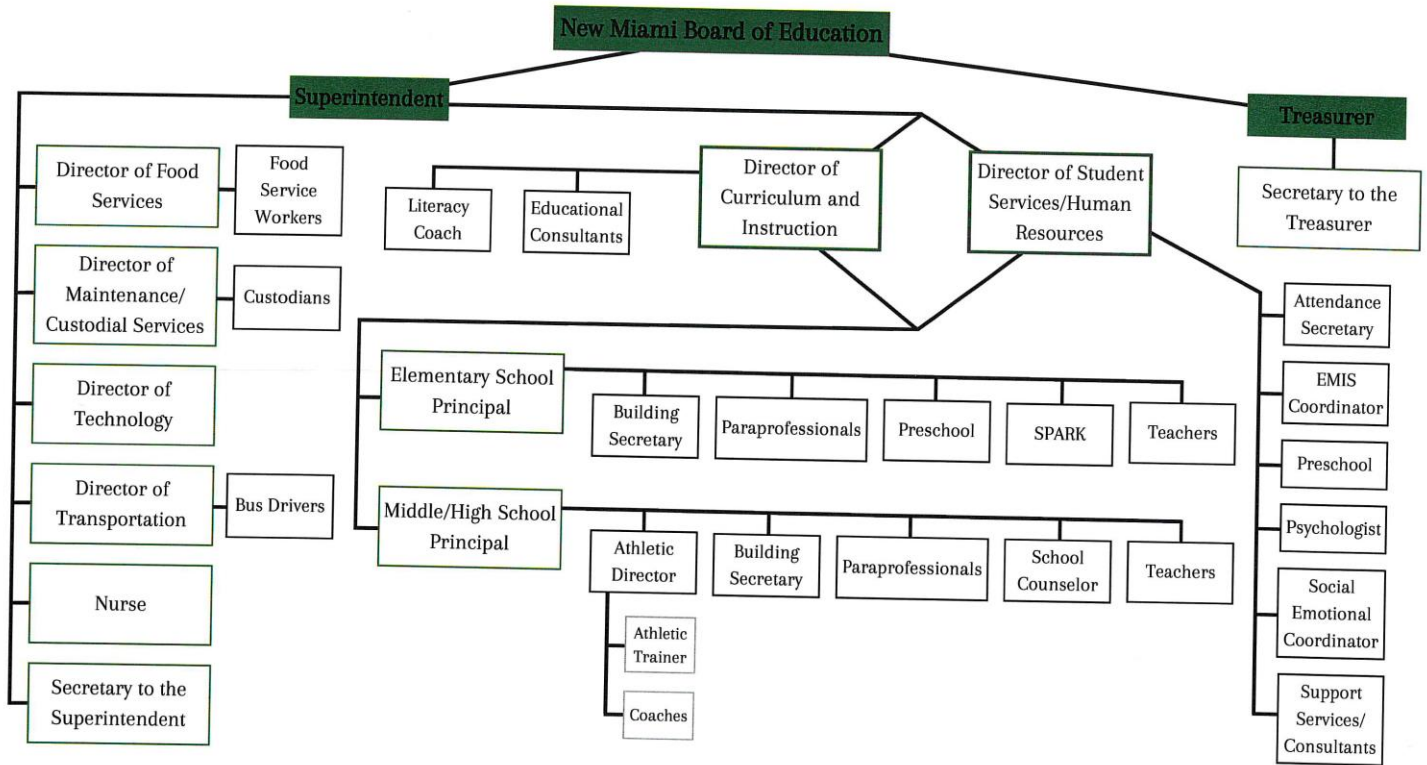 New Miami Board of Education
Superintendent
Treasurer
Director of Food
Services
Food
Service
Workers
Director of
Maintenance/
Custodial Services
Custodians
Director of
Technology
Director of
Transportation
Bus Drivers
Nurse
Secretary to the
Superintendent
Literacy
Coach
Educational
Consultants
Director of
Curriculum and
Instruction
Director of Student
Services/Human
Resources
Secretary to the
Treasurer
Elementary School
Principal
Building
Secretary
Paraprofessionals
Preschool
SPARK
Teachers
Middle/High School
Principal
Athletic
Director
Building
Secretary
Paraprofessionals
School
Counselor
Teachers
Athletic
Trainer
Coaches
Attendance
Secretary
EMIS
Coordinator
Preschool
Psychologist
Social
Emotional
Coordinator
Support
Services/
Consultants